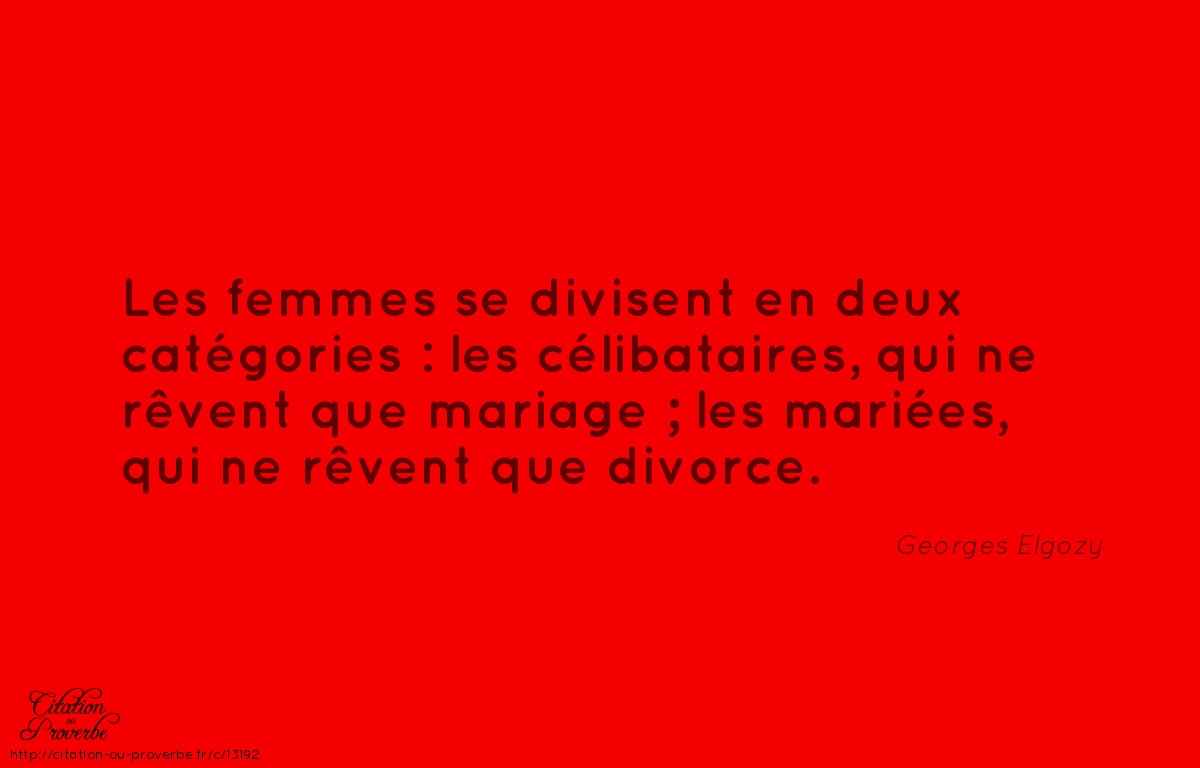 Les femmes se divisent en deux
catégories : les célibataires, qui ne
rêvent que mariage ; les mariées,
qui ne rêvent que divorce.
Georges Elgozy
Citation
ou
Proverbe
http://citation-ou-proverbe.fr/c/13192